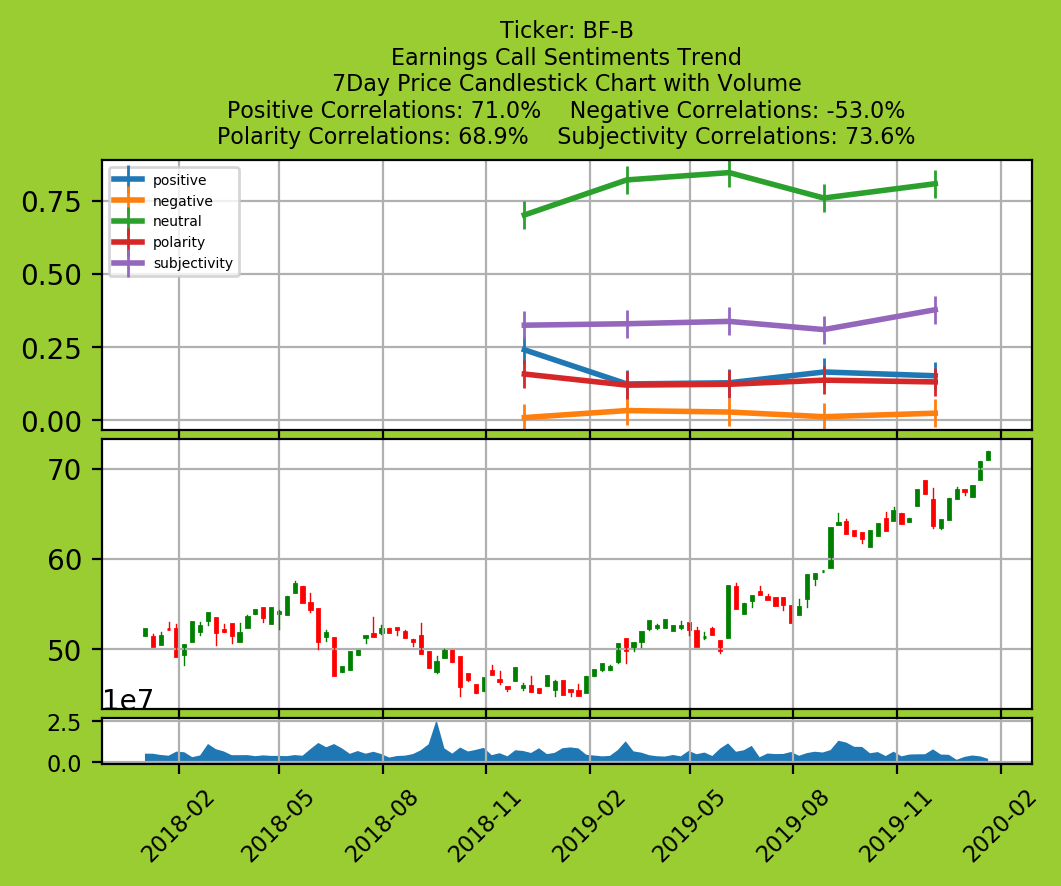 Ticker: BF-B
Earnings Call Sentiments Trend
7Day Price Candlestick Chart with Volume
Positive Correlations: 71.0%    Negative Correlations: -53.0%
Polarity Correlations: 68.9%    Subjectivity Correlations: 73.6%
positive
negative
neutral
polarity
subjectivity
0.75
0.50
0.25
0.00
70
60
50
1e7
2.5
0.0
2018-02 2018-05 2018-08 2018-11 2019-02 2019-05 2019-08 2019-11 2020-02